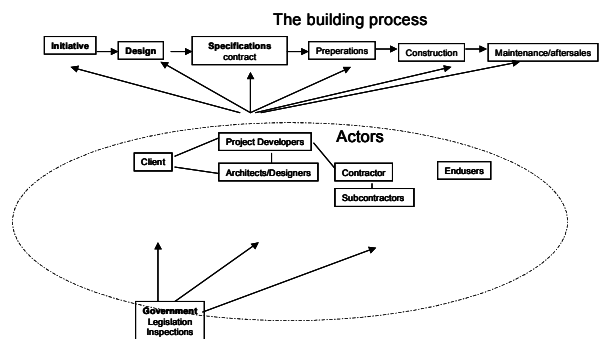 The building process
Initiative
Design
Specifications
contract
Preperations
Construction
Maintenance/aftersales
Actors
Project Developers
Client
Architects/Designers
Contractor
Endusers
Subcontractors
Government
Legislation
Inspections